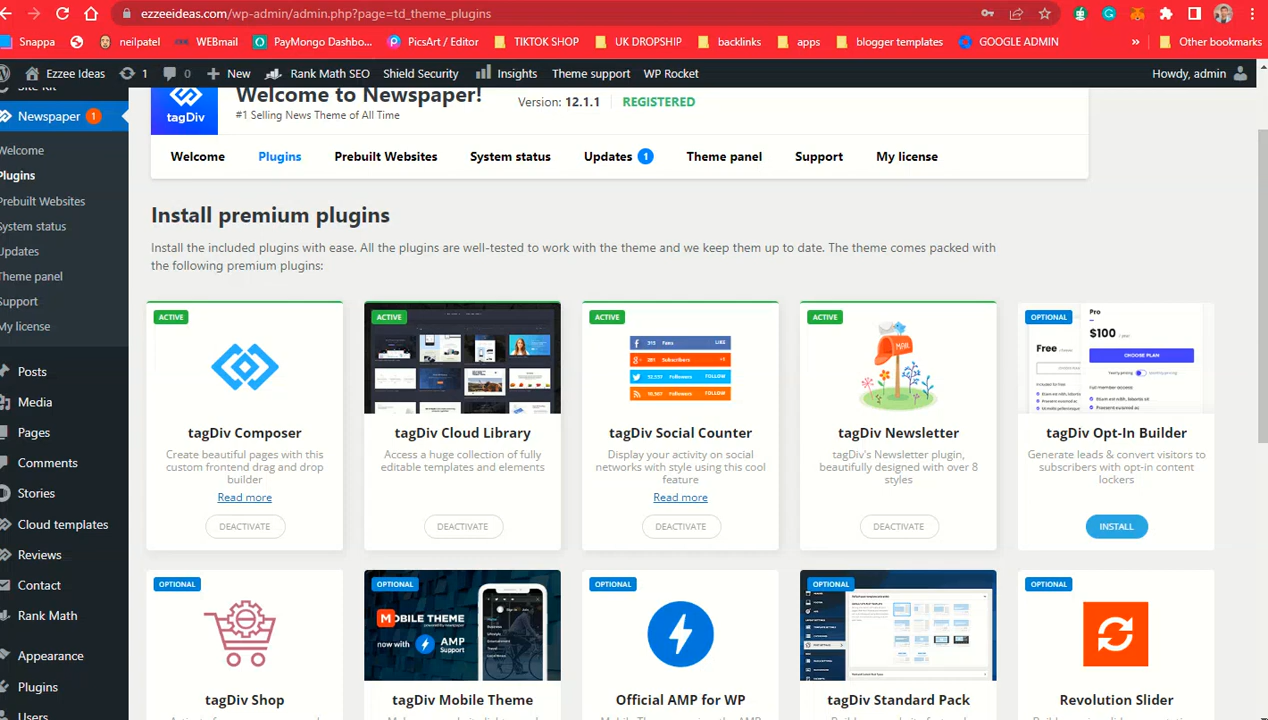 ezzeeideas.com/wp-admin/admin.php?page=td_theme_plugins
Snappa neilpatel WEBmail PayMongo Dashbo... PicsArt / Editor TIKTOK SHOP UK DROPSHIP backlinks apps blogger templates GOOGLE ADMIN » Other bookmarks
Ezzee Ideas 1 0 New Rank Math SEO Shield Security Insights Theme support WP Rocket Howdy, admin
Newspaper 1
Welcome
Plugins
Prebuilt Websites
System status
Updates
Theme panel
Support
My license
Posts
Media
Pages
Comments
Stories
Cloud templates
Reviews
Contact
Rank Math
Appearance
Plugins
Users
tagDiv
Welcome to Newspaper!
#1 Selling News Theme of All Time
Version: 12.1.1 REGISTERED
Welcome Plugins Prebuilt Websites System status Updates 1 Theme panel Support My license
Install premium plugins
Install the included plugins with ease. All the plugins are well-tested to work with the theme and we keep them up to date. The theme comes packed with
the following premium plugins:
ACTIVE
tagDiv Composer
Create beautiful pages with this
custom frontend drag and drop
builder
Read more
DEACTIVATE
ACTIVE
tagDiv Cloud Library
Access a huge collection of fully
editable templates and elements
DEACTIVATE
ACTIVE
Fans LIKE
Subscribers +1
Followers FOLLOW
Followers FOLLOW
tagDiv Social Counter
Display your activity on social
networks with style using this cool
feature
Read more
DEACTIVATE
ACTIVE
MAIL
tagDiv Newsletter
tagDiv's Newsletter plugin,
beautifully designed with over 8
styles
DEACTIVATE
OPTIONAL
Pro
$100 / year
Free
CHOOSE PLAN
tagDiv Opt-In Builder
Generate leads & convert visitors to
subscribers with opt-in content
lockers
INSTALL
OPTIONAL
tagDiv Shop
OPTIONAL
MOBILE THEME
now with AMP
Support
tagDiv Mobile Theme
OPTIONAL
Official AMP for WP
OPTIONAL
tagDiv Standard Pack
OPTIONAL
Revolution Slider